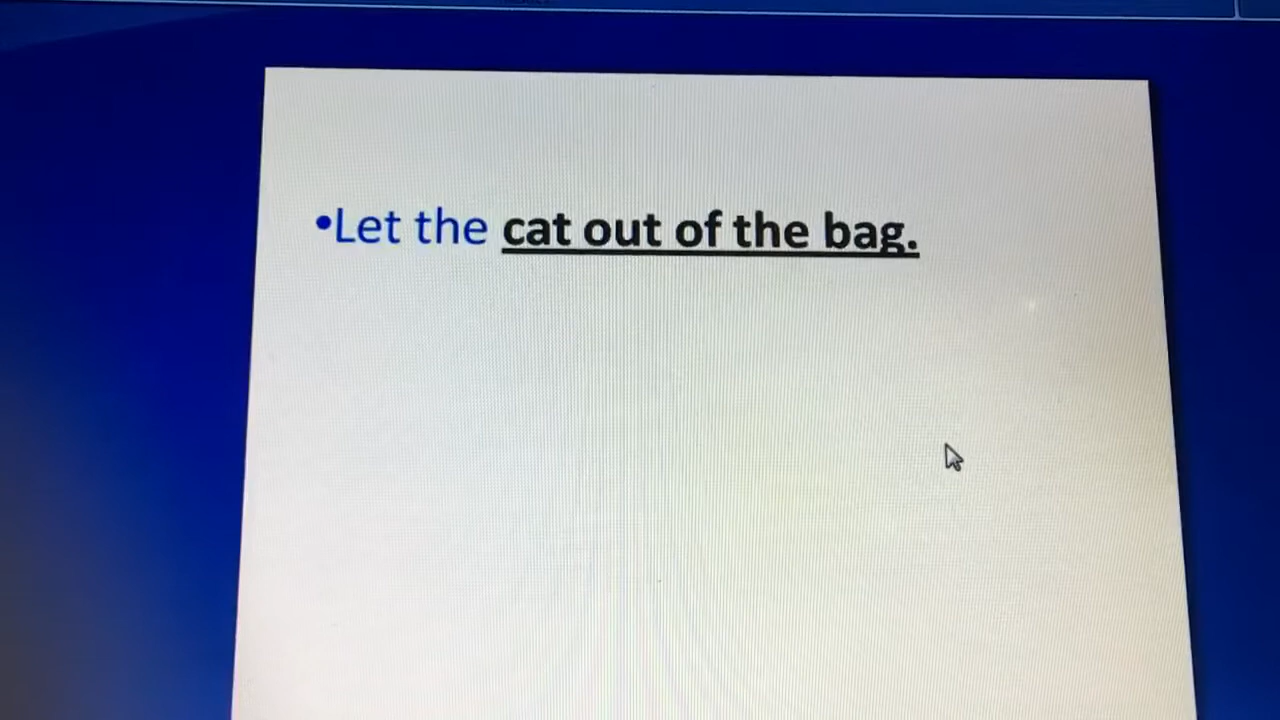 •Let the cat out of the bag.